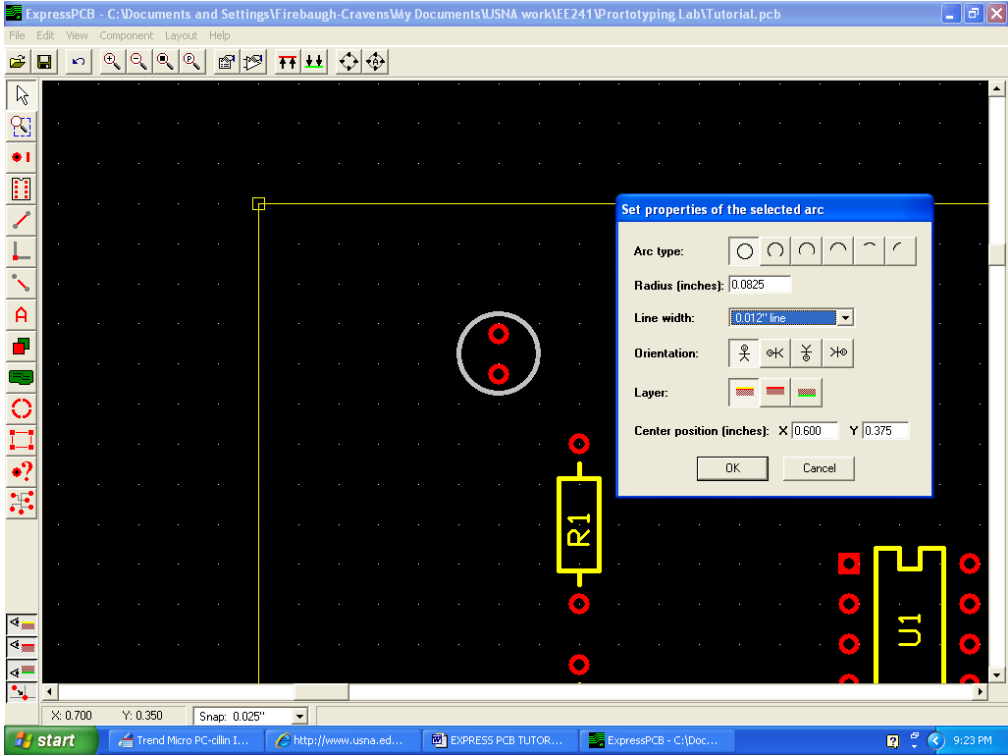 ExpressPCB - C:\Documents and Settings\Firebaugh-Cravens\My Documents\USNA work\EE241\Prortotyping Lab\Tutorial.pcb
File Edit View Component Layout Help
Set properties of the selected arc
Arc type:
Radius (inches): 0.0825
Line width: 0.012" line
Orientation:
Layer:
Center position (inches): X 0.600 Y 0.375
OK Cancel
R1
U1
X: 0.700 Y: 0.350 Snap: 0.025"
start Trend Micro PC-cillin I... http://www.usna.ed... EXPRESS PCB TUTOR... ExpressPCB - C:\Doc... 9:23 PM